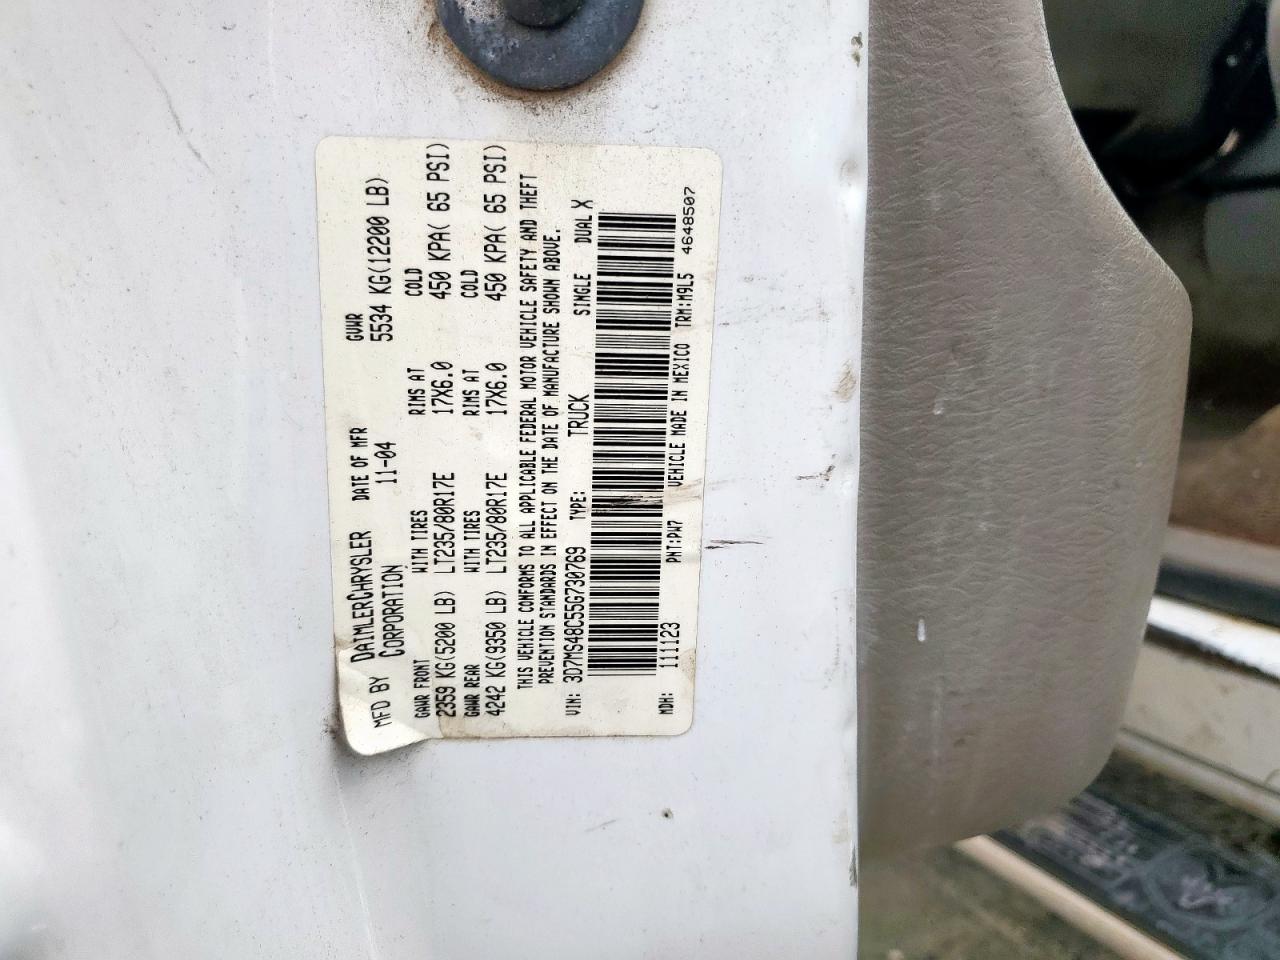 MFD BY DAIMLERCHRYSLER CORPORATION DATE OF MFR 11-04 GVWR 5534 KG(12200 LB)
GAWR FRONT WITH TIRES RIMS AT COLD
2359 KG(5200 LB) LT235/80R17E 17X6.0 450 KPA( 65 PSI)
GAWR REAR WITH TIRES RIMS AT COLD
4242 KG(9350 LB) LT235/80R17E 17X6.0 450 KPA( 65 PSI)
THIS VEHICLE CONFORMS TO ALL APPLICABLE FEDERAL MOTOR VEHICLE SAFETY AND THEFT
PREVENTION STANDARDS IN EFFECT ON THE DATE OF MANUFACTURE SHOWN ABOVE.
VIN: 3D7MS48C55G730769 TYPE: TRUCK SINGLE DUAL X
MDH: 111123 PNT:PW7 VEHICLE MADE IN MEXICO TRM:M9L5 4648507